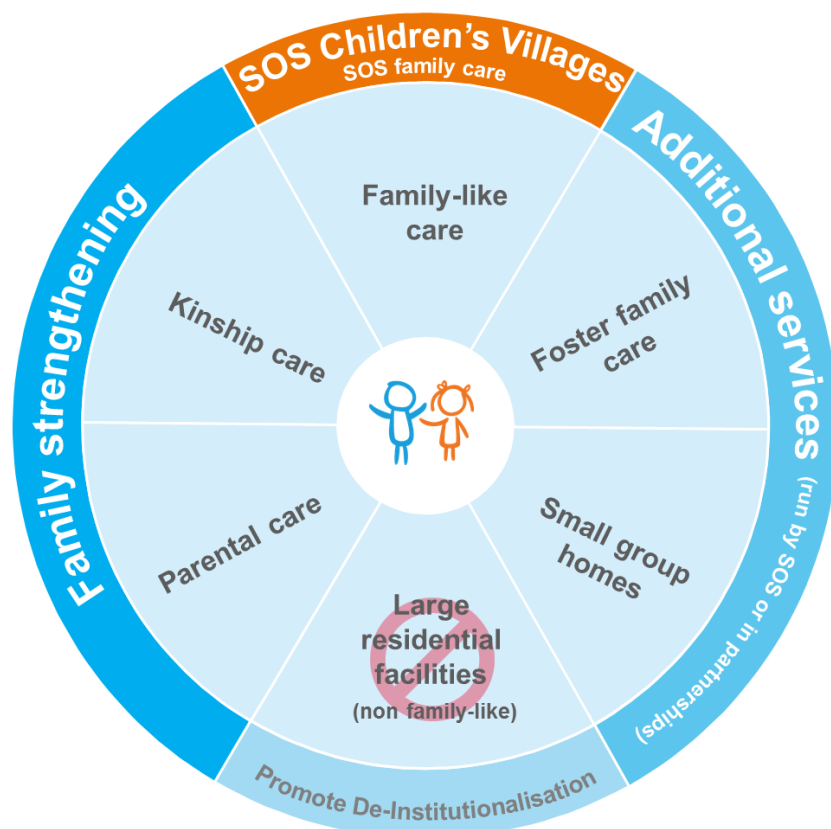 SOS Children's Villages
SOS family care
Family strengthening
Additional services
(run by SOS or in partnerships)
Family-like
care
Kinship care
Foster family
care
Parental care
Small group
homes
Large
residential
facilities
(non family-like)
Promote De-Institutionalisation